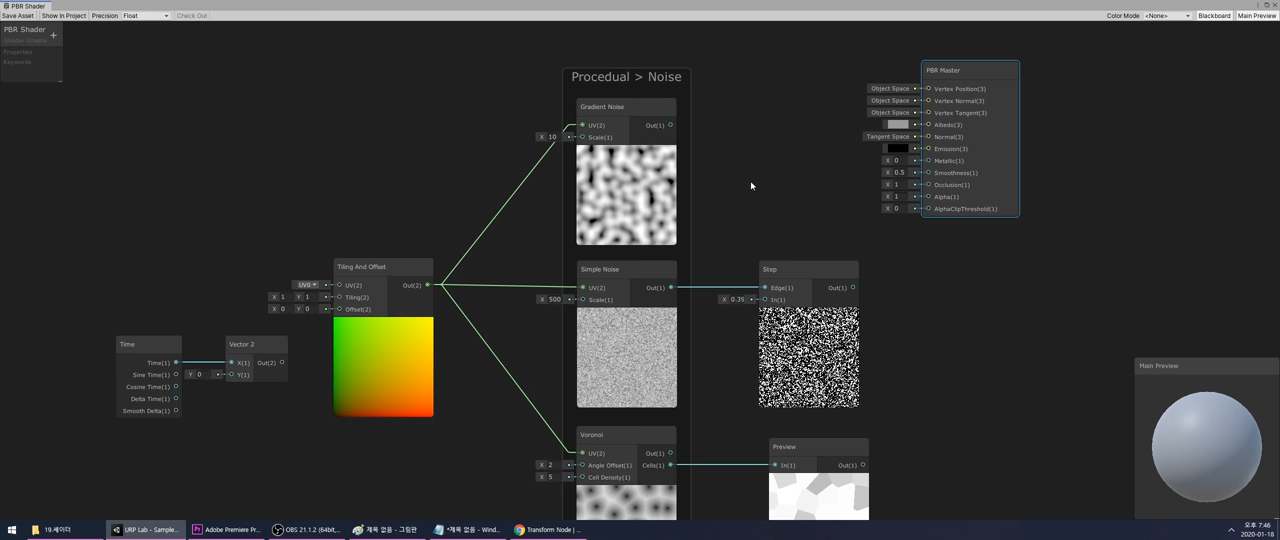 PBR Shader
Save Asset Show In Project Precision Float Check Out Color Mode <None> Blackboard Main Preview
PBR Shader
Shader Graphs
Properties
Keywords
Procedual > Noise
Gradient Noise
UV(2) Out(1)
X 10 Scale(1)
PBR Master
Object Space Vertex Position(3)
Object Space Vertex Normal(3)
Object Space Vertex Tangent(3)
Albedo(3)
Tangent Space Normal(3)
Emission(3)
X 0 Metallic(1)
X 0.5 Smoothness(1)
X 1 Occlusion(1)
X 1 Alpha(1)
X 0 AlphaClipThreshold(1)
Tiling And Offset
UV0 UV(2) Out(2)
X 1 Y 1 Tiling(2)
X 0 Y 0 Offset(2)
Simple Noise
UV(2) Out(1)
X 500 Scale(1)
Step
Edge(1) Out(1)
X 0.39 In(1)
Time
Time(1)
Sine Time(1)
Cosine Time(1)
Delta Time(1)
Smooth Delta(1)
Vector 2
X(1) Out(2)
Y 0 Y(1)
Voronoi
UV(2) Out(1)
X 2 Angle Offset(1) Cells(1)
X 5 Cell Density(1)
Preview
In(1) Out(1)
Main Preview
19.셰이더 URP Lab - Sample... Adobe Premiere Pr... OBS 21.1.2 (64bit,... 제목 없음 - 그림판 *제목 없음 - Wind... Transform Node | ...
오후 7:46
2020-01-18